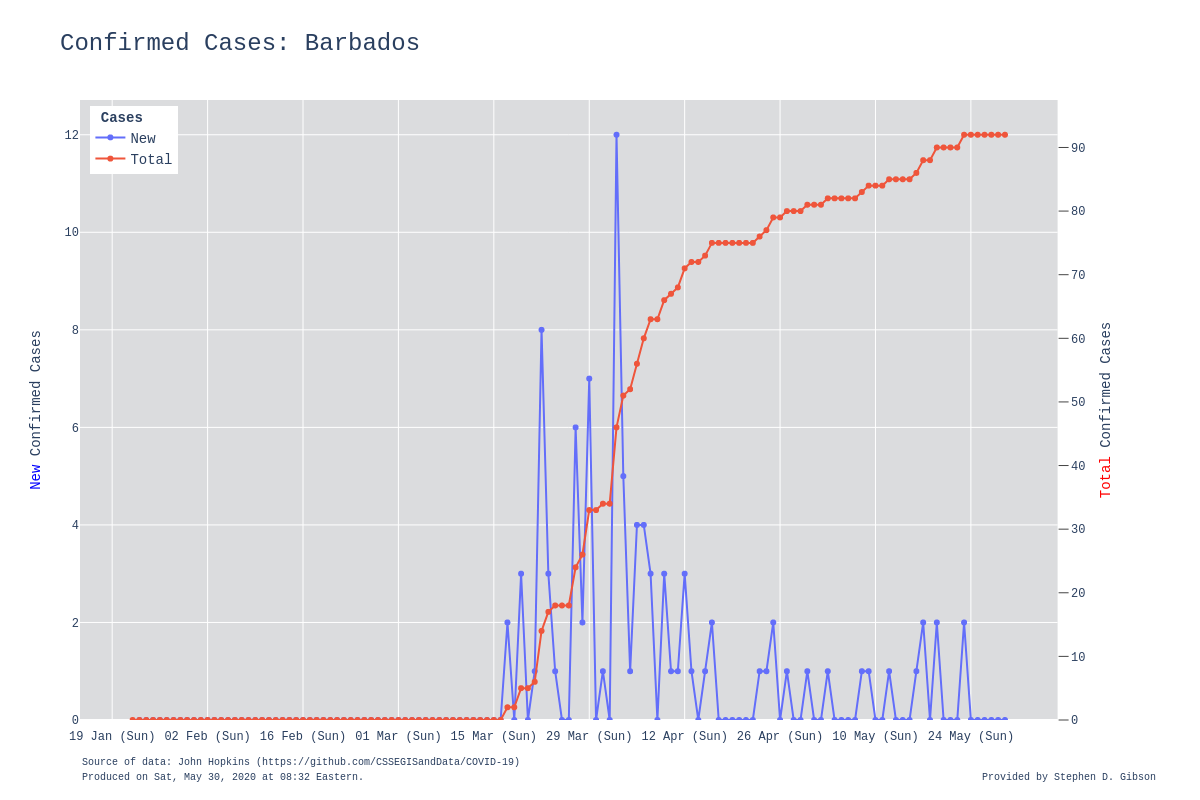 Confirmed Cases: Barbados
Cases
New
Total
12
10
8
6
4
2
0
New Confirmed Cases
90
80
70
60
50
40
30
20
10
0
Total Confirmed Cases
19 Jan (Sun) 02 Feb (Sun) 16 Feb (Sun) 01 Mar (Sun) 15 Mar (Sun) 29 Mar (Sun) 12 Apr (Sun) 26 Apr (Sun) 10 May (Sun) 24 May (Sun)
Source of data: John Hopkins (https://github.com/CSSEGISandData/COVID-19)
Produced on Sat, May 30, 2020 at 08:32 Eastern.
Provided by Stephen D. Gibson